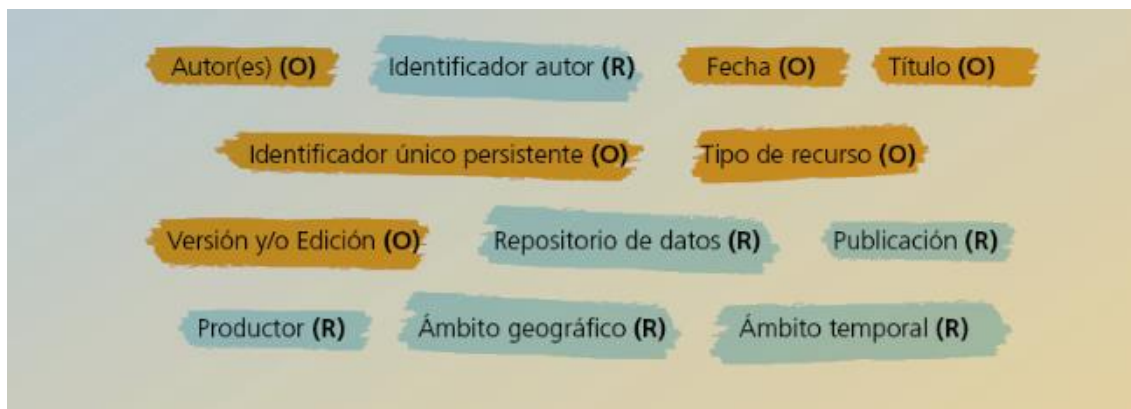 Autor(es) (O) Identificador autor (R) Fecha (O) Título (O)
Identificador único persistente (O) Tipo de recurso (O)
Versión y/o Edición (O) Repositorio de datos (R) Publicación (R)
Productor (R) Ámbito geográfico (R) Ámbito temporal (R)